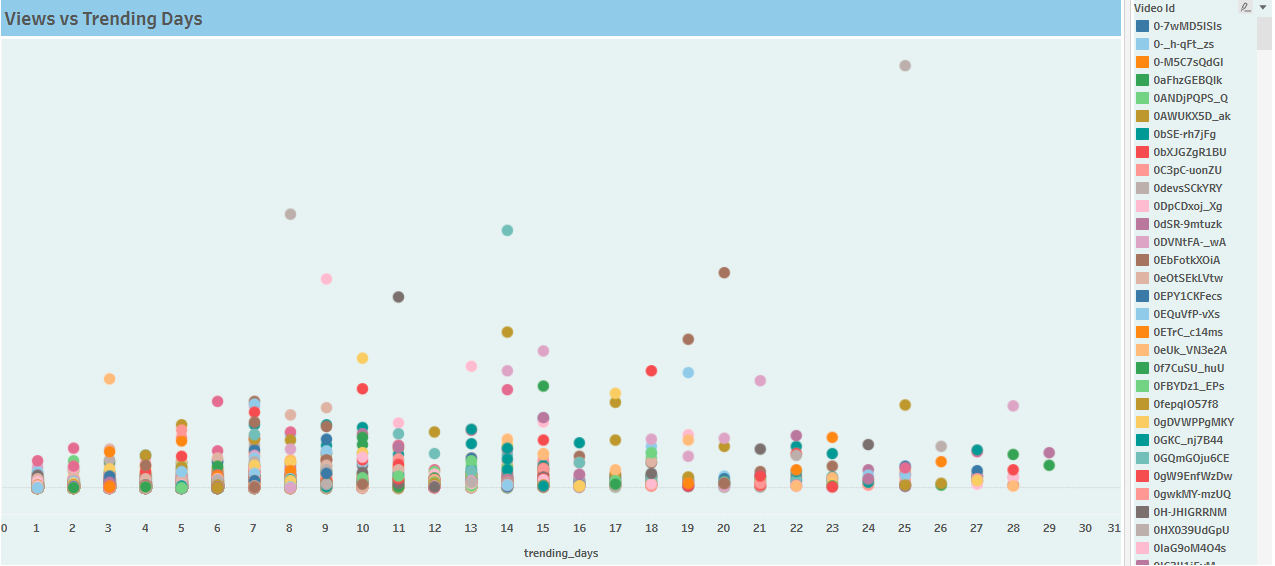 Views vs Trending Days
Video Id
0-7wMD5ISIs
0-_h-qFt_zs
0-M5C7sQdGI
0aFhzGEBQIk
0ANDjPQPS_Q
0AWUKX5D_ak
0bSE-rh7jFg
0bXJGZgR1BU
0C3pC-uonZU
0devsSCkYRY
0DpCDxoj_Xg
0dSR-9mtuzk
0DVNtFA-_wA
0EbFotkXOiA
0eOtSEkLVtw
0EPY1CKFecs
0EQuVfP-vXs
0ETrC_c14ms
0eUk_VN3e2A
0f7CuSU_huU
0FBYDz1_EPs
0fepqIO57f8
0gDVWPPgMKY
0GKC_nj7B44
0GQmGOju6CE
0gW9EnfWzDw
0gwkMY-mzUQ
0H-JHIGRRNM
0HX039UdGpU
0IaG9oM4O4s
0 1 2 3 4 5 6 7 8 9 10 11 12 13 14 15 16 17 18 19 20 21 22 23 24 25 26 27 28 29 30 31
trending_days